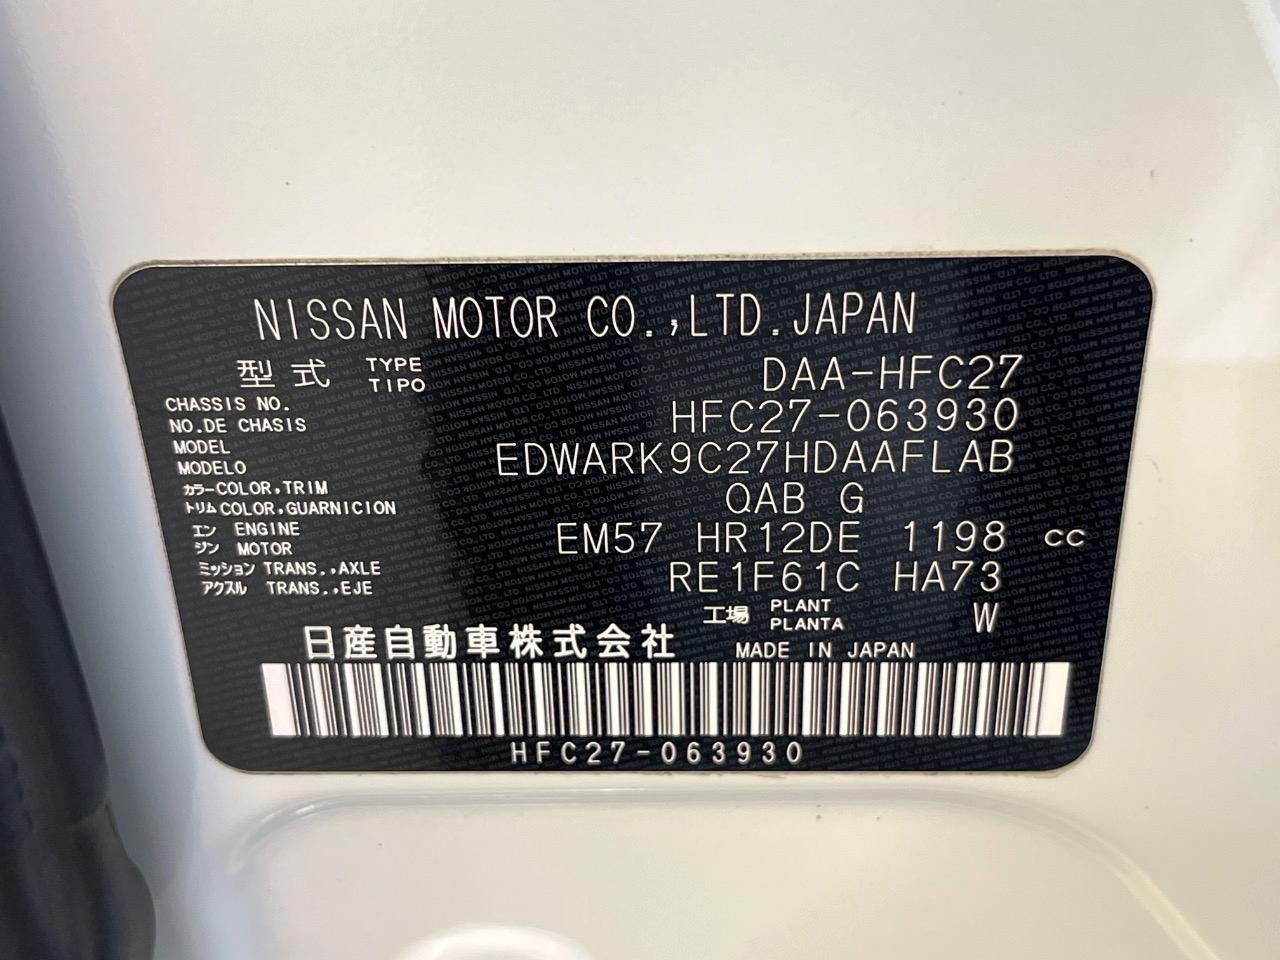 NISSAN MOTOR CO.,LTD.JAPAN
型式 TYPE TIPO DAA-HFC27
CHASSIS NO. NO.DE CHASIS HFC27-063930
MODEL MODELO EDWARK9C27HDAAFLAB
カラー COLOR,TRIM
トリム COLOR,GUARNICION QAB G
エン ENGINE
ジン MOTOR EM57 HR12DE 1198 cc
ミッション TRANS.,AXLE
アクスル TRANS.,EJE RE1F61C HA73
工場 PLANT PLANTA W
日産自動車株式会社 MADE IN JAPAN
HFC27-063930